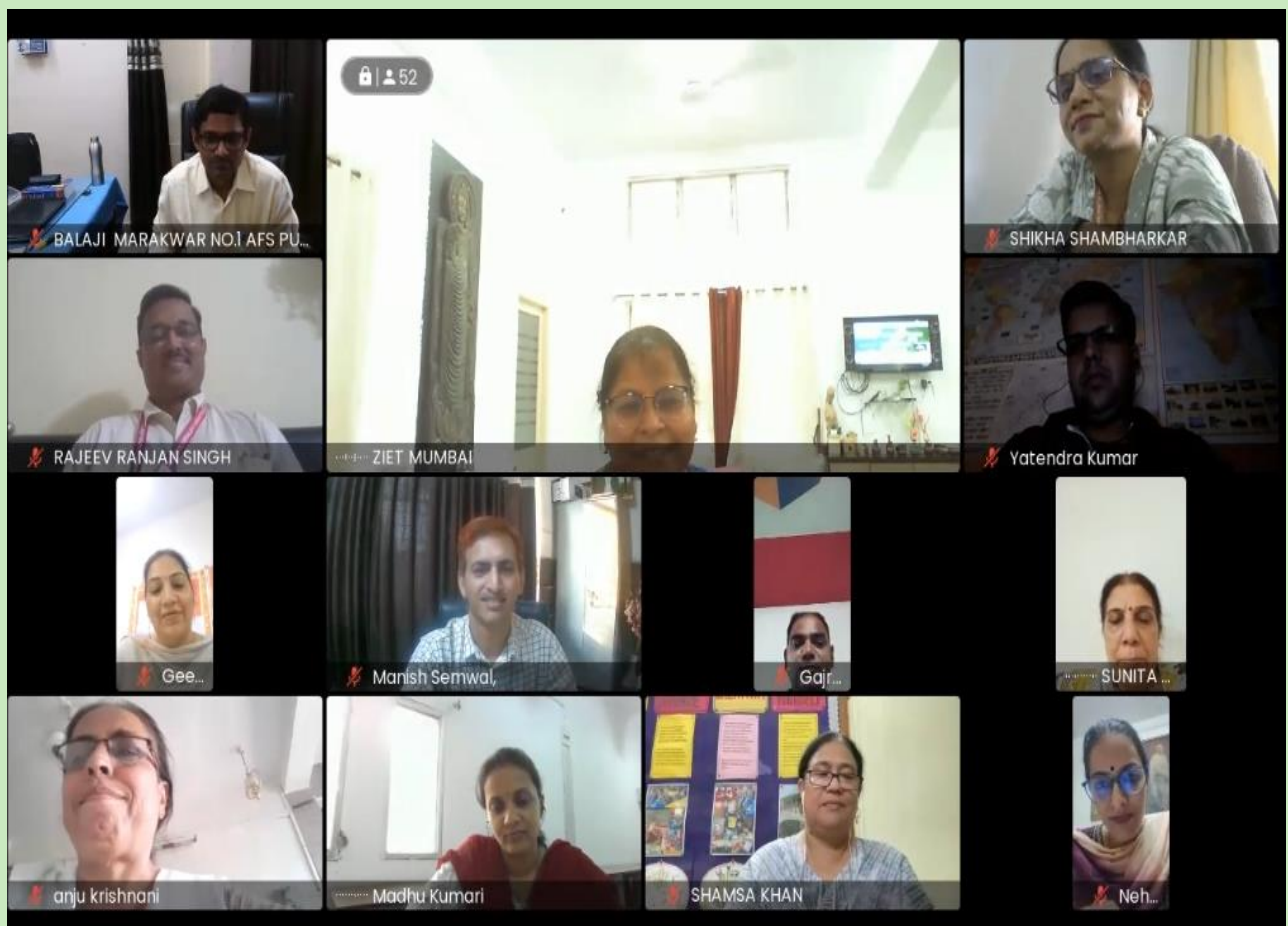 52
BALAJI MARAKWAR NO.1 AFS PU...
SHIKHA SHAMBHARKAR
RAJEEV RANJAN SINGH
ZIET MUMBAI
Yatendra Kumar
Gee...
Manish Semwal,
Gajr...
SUNITA ...
anju krishnani
Madhu Kumari
SHAMSA KHAN
Neh...